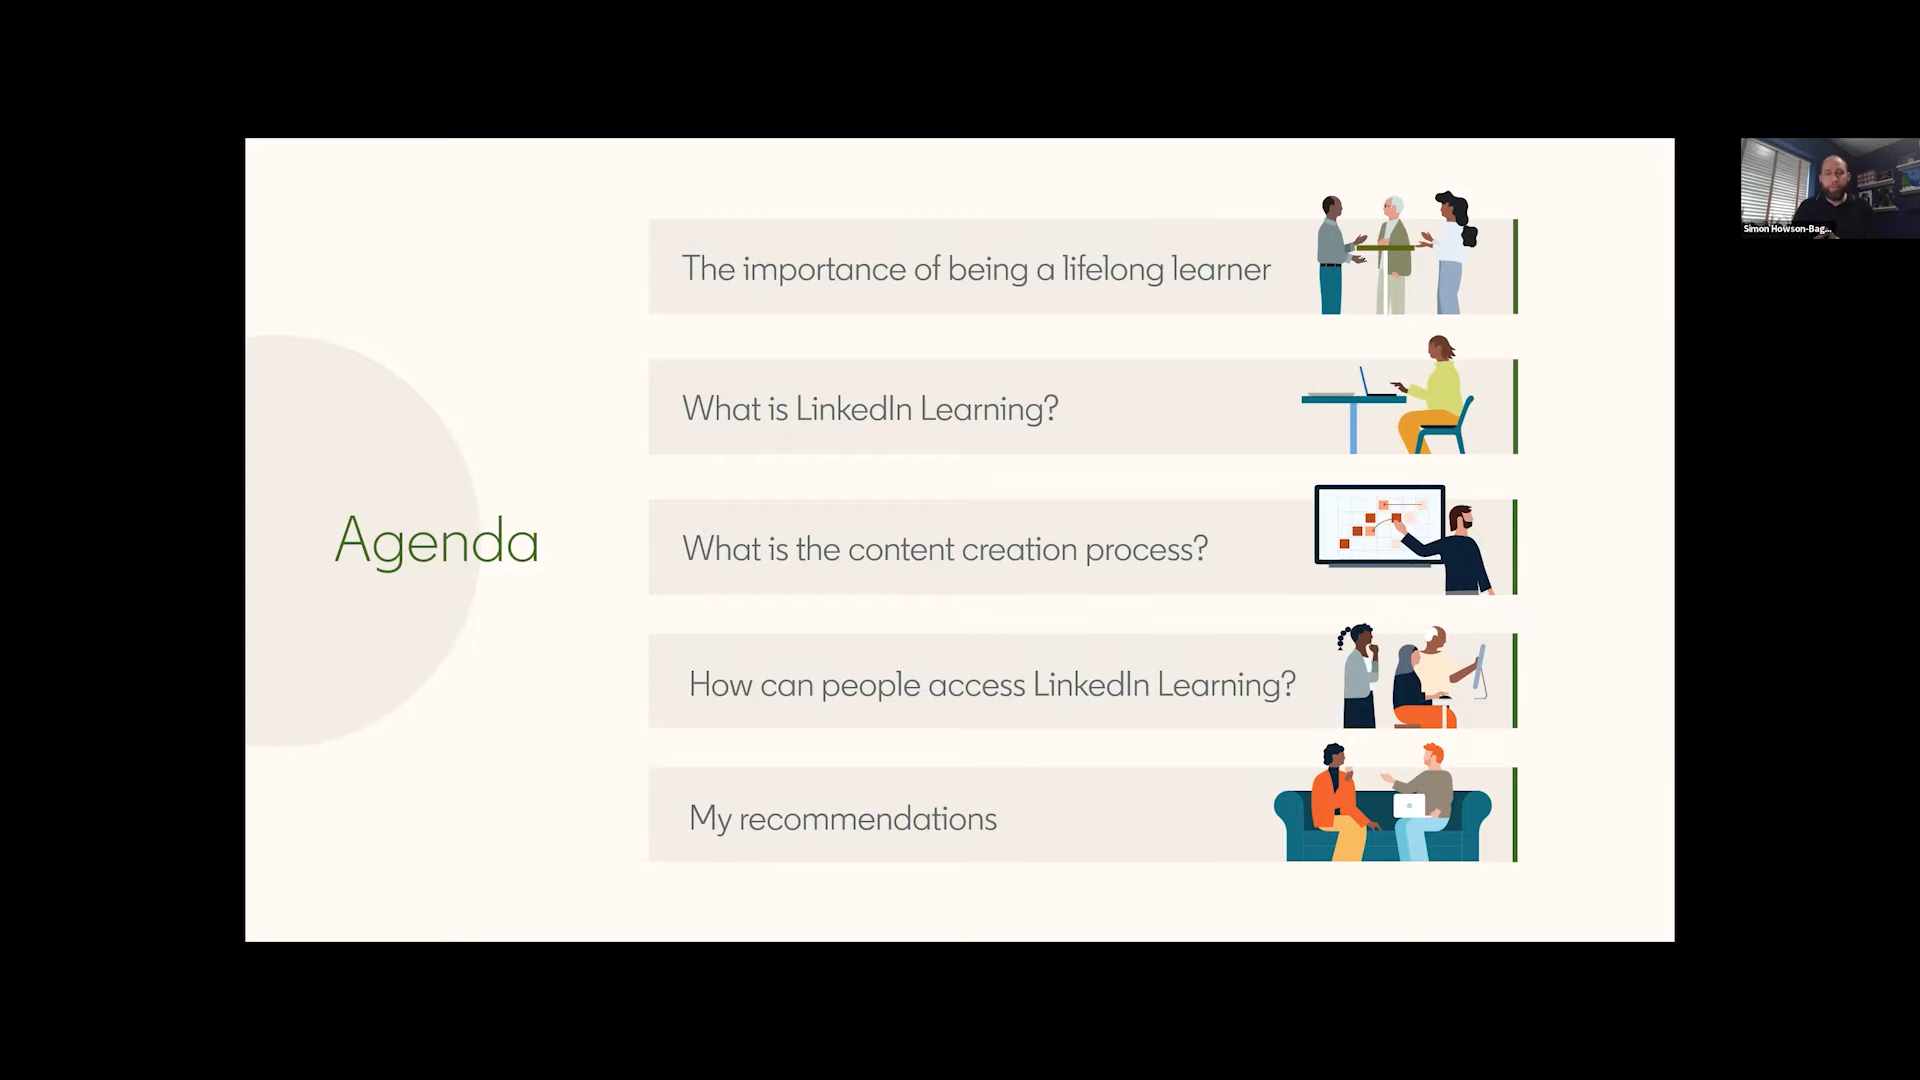 Agenda
The importance of being a lifelong learner
What is LinkedIn Learning?
What is the content creation process?
How can people access LinkedIn Learning?
My recommendations
Simon Howson-Bag...